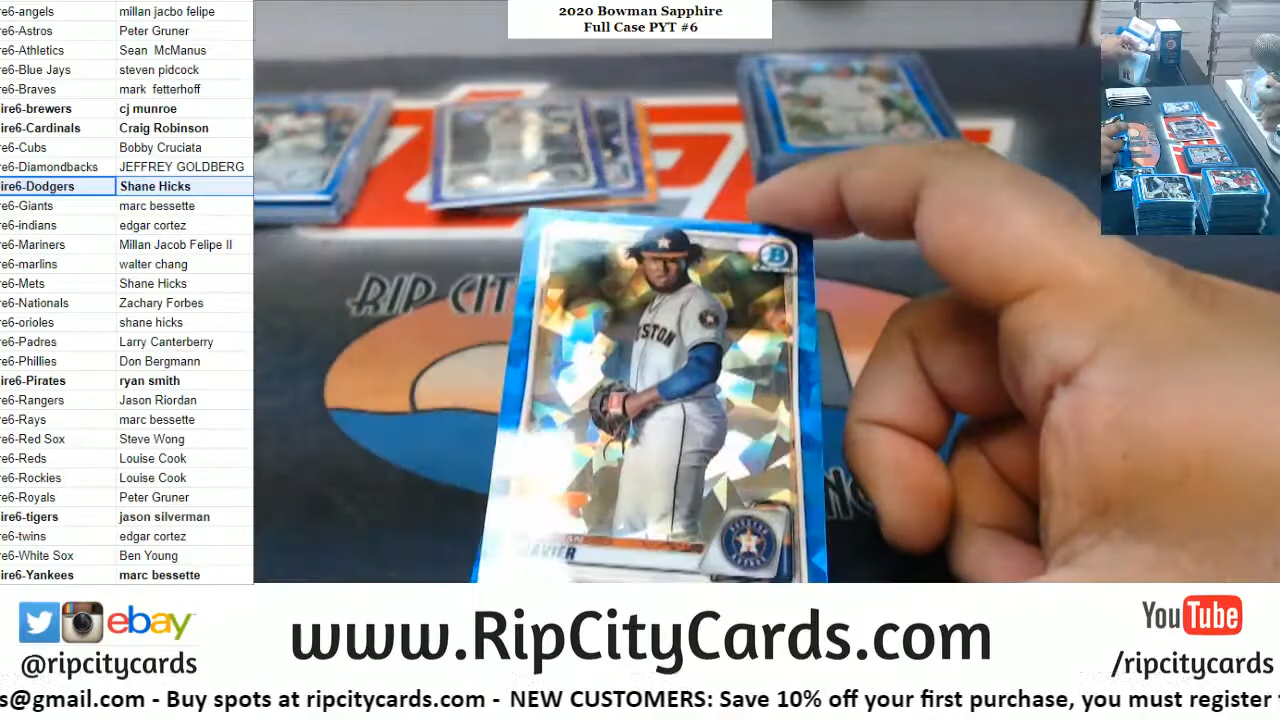 2020 Bowman Sapphire
Full Case PYT #6
re6-angels millan jacbo felipe
re6-Astros Peter Gruner
re6-Athletics Sean McManus
re6-Blue Jays steven pidcock
re6-Braves mark fetterhoff
ire6-brewers cj munroe
ire6-Cardinals Craig Robinson
re6-Cubs Bobby Cruciata
re6-Diamondbacks JEFFREY GOLDBERG
ire6-Dodgers Shane Hicks
re6-Giants marc bessette
re6-indians edgar cortez
re6-Mariners Millan Jacob Felipe II
re6-marlins walter chang
re6-Mets Shane Hicks
re6-Nationals Zachary Forbes
re6-orioles shane hicks
re6-Padres Larry Canterberry
re6-Phillies Don Bergmann
ire6-Pirates ryan smith
re6-Rangers Jason Riordan
re6-Rays marc bessette
re6-Red Sox Steve Wong
re6-Reds Louise Cook
re6-Rockies Louise Cook
re6-Royals Peter Gruner
ire6-tigers jason silverman
re6-twins edgar cortez
re6-White Sox Ben Young
ire6-Yankees marc bessette
RIP CIT
B
STON
AVIER
ebay
@ripcitycards
www.RipCityCards.com
YouTube
/ripcitycards
s@gmail.com - Buy spots at ripcitycards.com - NEW CUSTOMERS: Save 10% off your first purchase, you must register